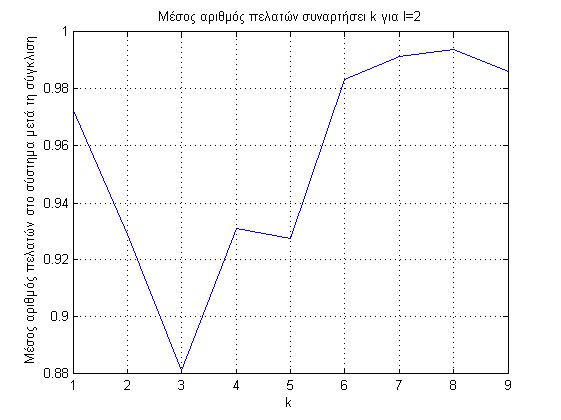 Μέσος αριθμός πελατών συναρτήσει k για l=2
Μέσος αριθμός πελατών στο σύστημα μετά τη σύγκλιση
1
0.98
0.96
0.94
0.92
0.9
0.88
1 2 3 4 5 6 7 8 9
k